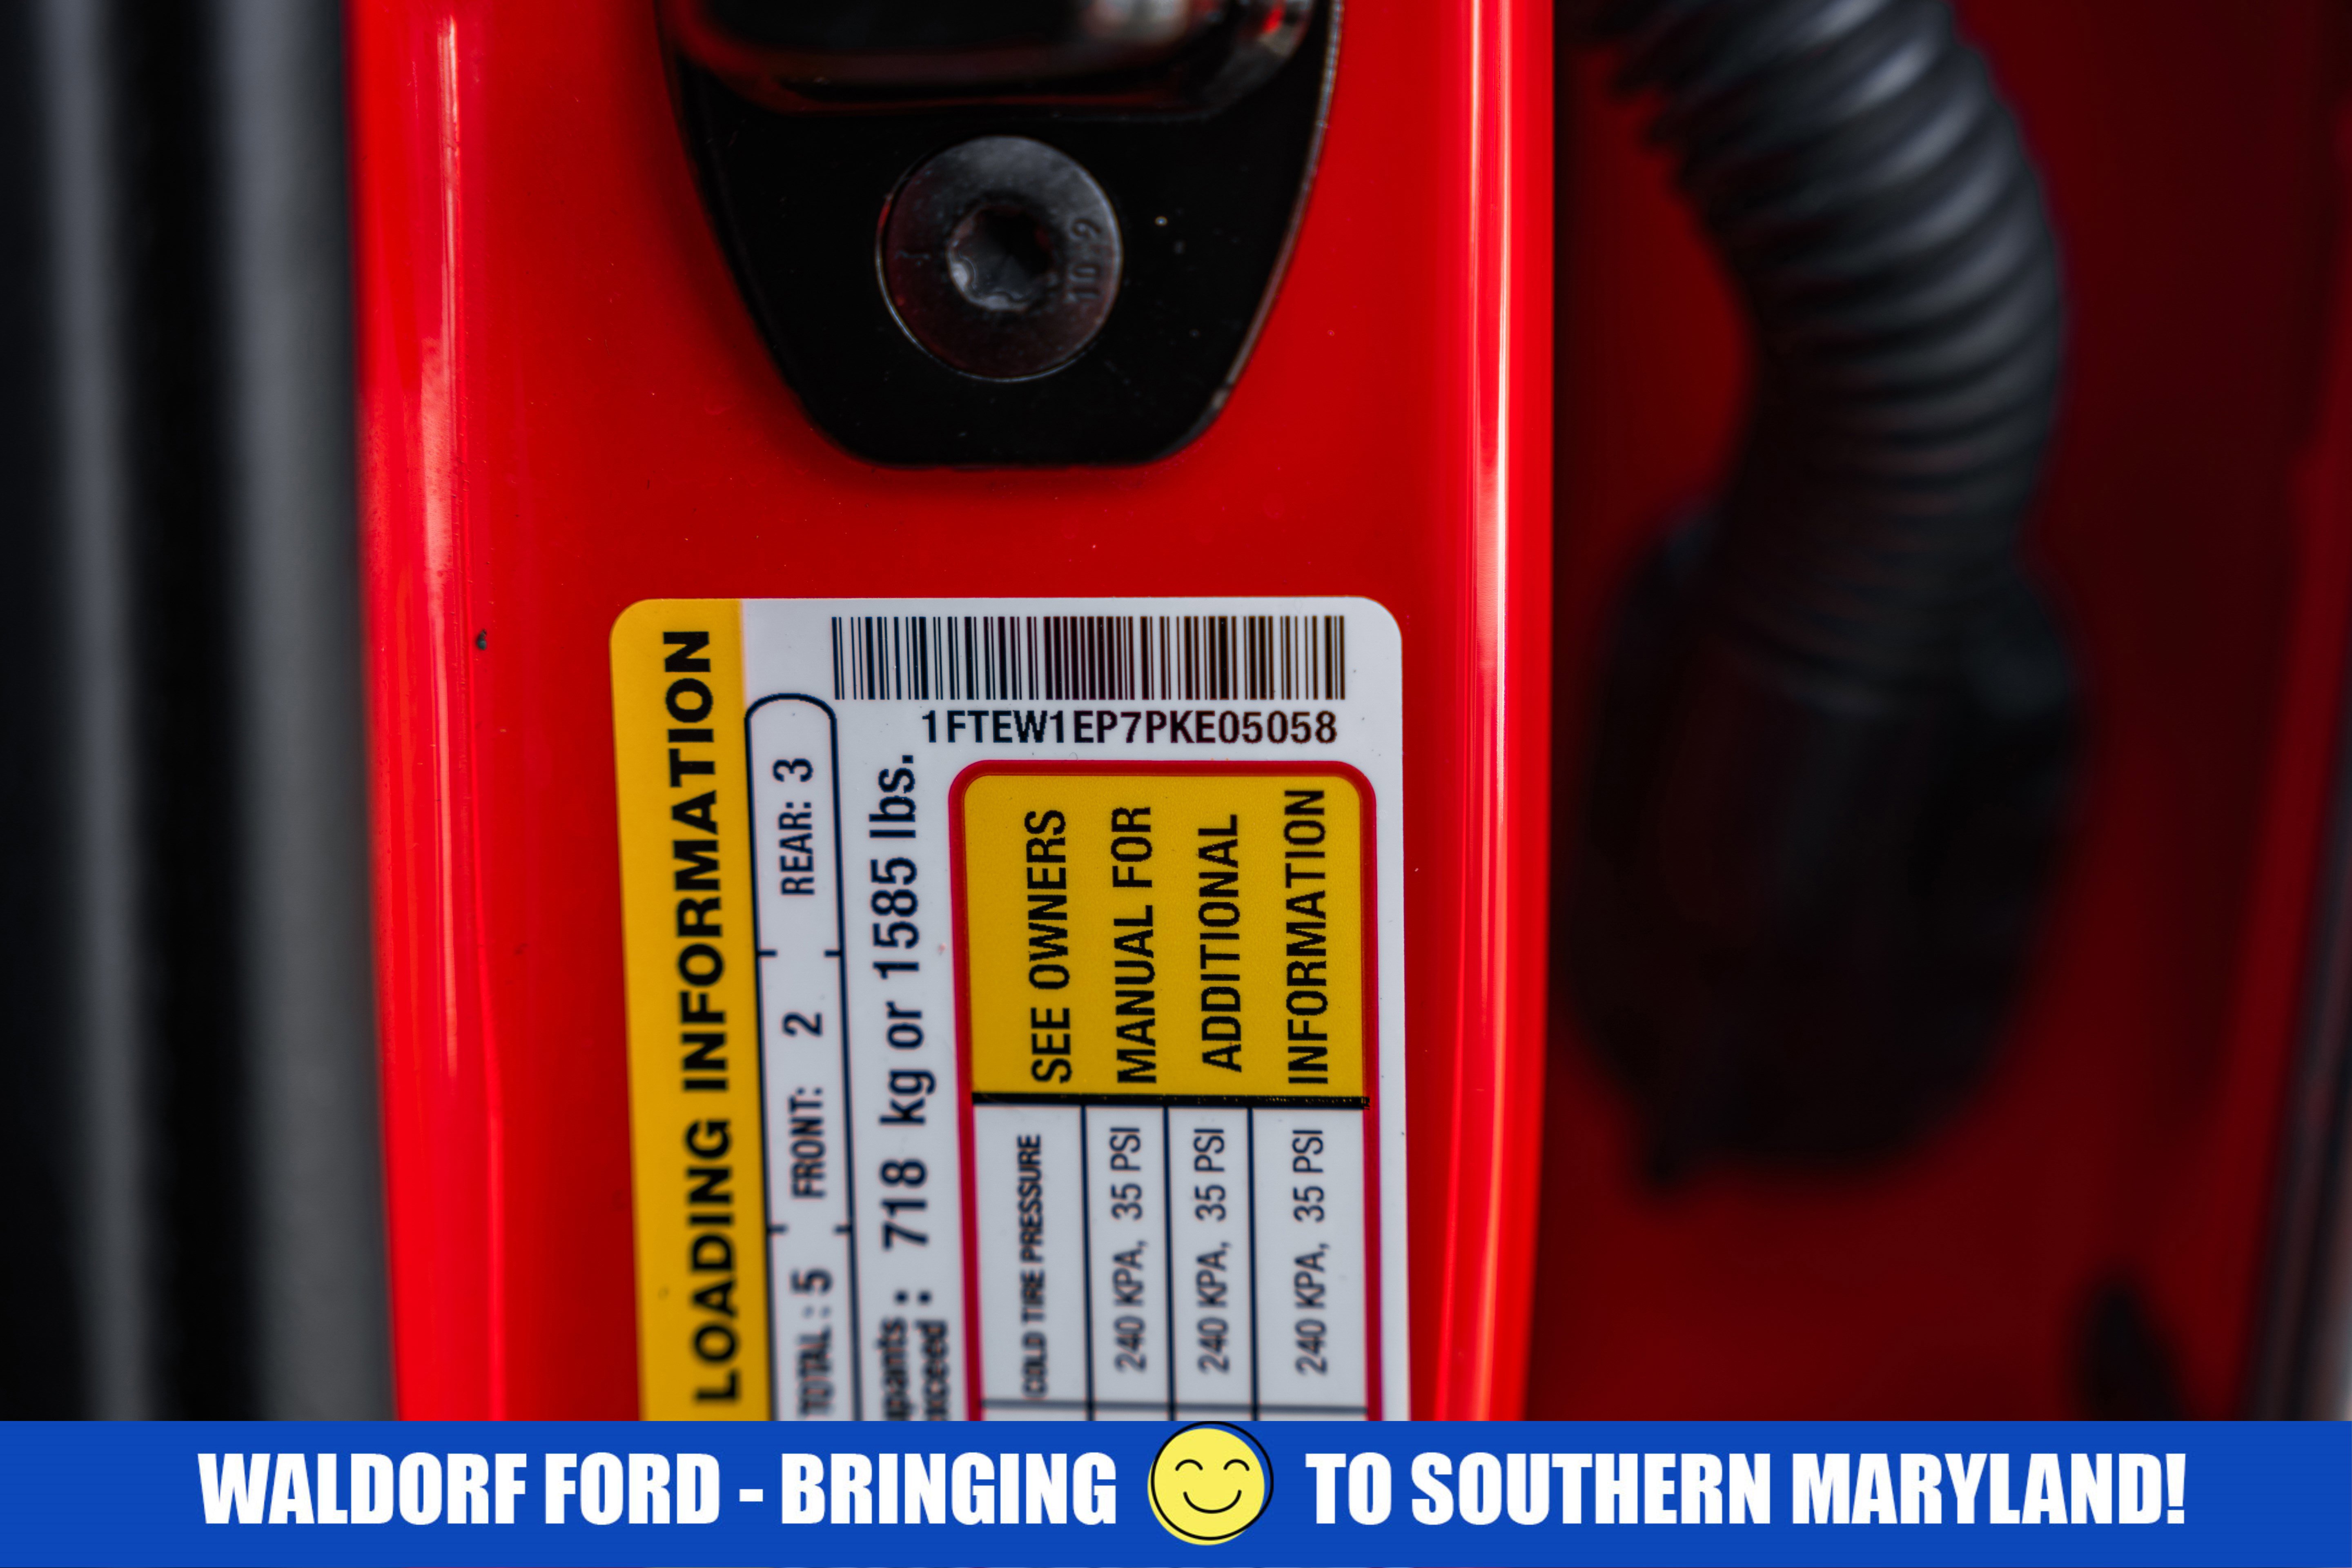 10.9
1FTEW1EP7PKE05058
LOADING INFORMATION
TOTAL: 5 FRONT: 2 REAR: 3
718 kg or 1585 lbs.
COLD TIRE PRESSURE
240 KPA, 35 PSI
240 KPA, 35 PSI
240 KPA, 35 PSI
SEE OWNERS
MANUAL FOR
ADDITIONAL
INFORMATION
WALDORF FORD - BRINGING TO SOUTHERN MARYLAND!